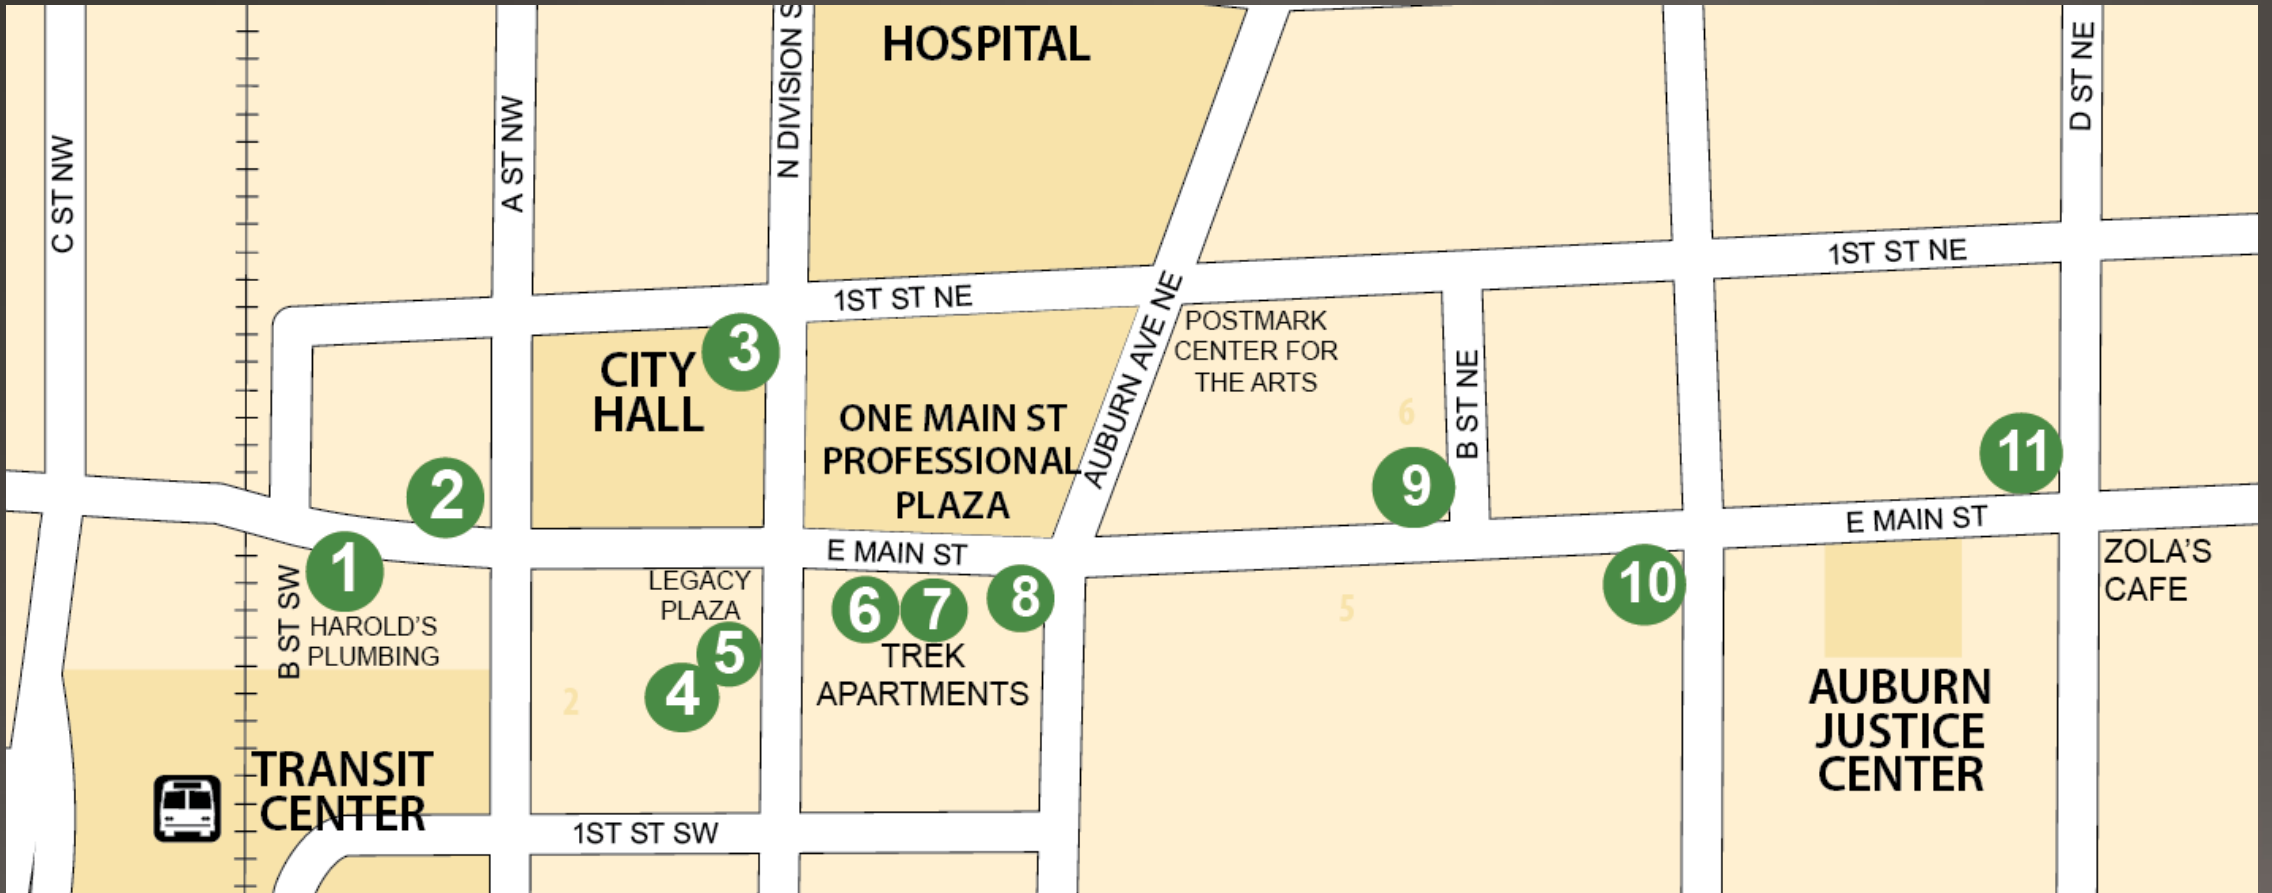 HOSPITAL
C ST NW
A ST NW
N DIVISION S
D ST NE
1ST ST NE
1ST ST NE
CITY
HALL
3
ONE MAIN ST
PROFESSIONAL
PLAZA
AUBURN AVE NE
POSTMARK
CENTER FOR
THE ARTS
6
B ST NE
9
11
2
E MAIN ST
E MAIN ST
1
B ST SW
HAROLD'S
PLUMBING
LEGACY
PLAZA
5
4
2
6
7
8
TREK
APARTMENTS
5
10
ZOLA'S
CAFE
AUBURN
JUSTICE
CENTER
TRANSIT
CENTER
1ST ST SW